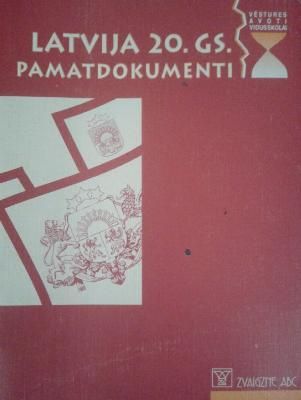 LATVIJA 20. GS.
PAMATDOKUMENTI
VĒSTURES
AVOTI
VIDUSSKOLAI
ZVAIGZNE ABC